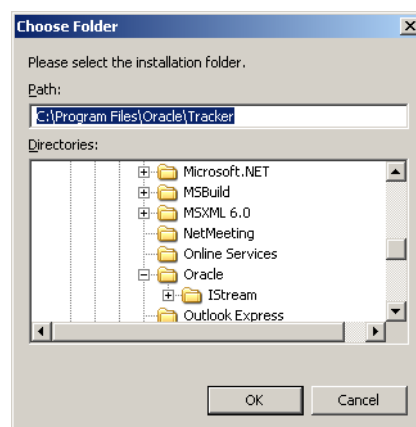 Choose Folder
Please select the installation folder.
Path:
C:\Program Files\Oracle\Tracker
Directories:
Microsoft.NET
MSBuild
MSXML 6.0
NetMeeting
Online Services
Oracle
IStream
Outlook Express
OK Cancel